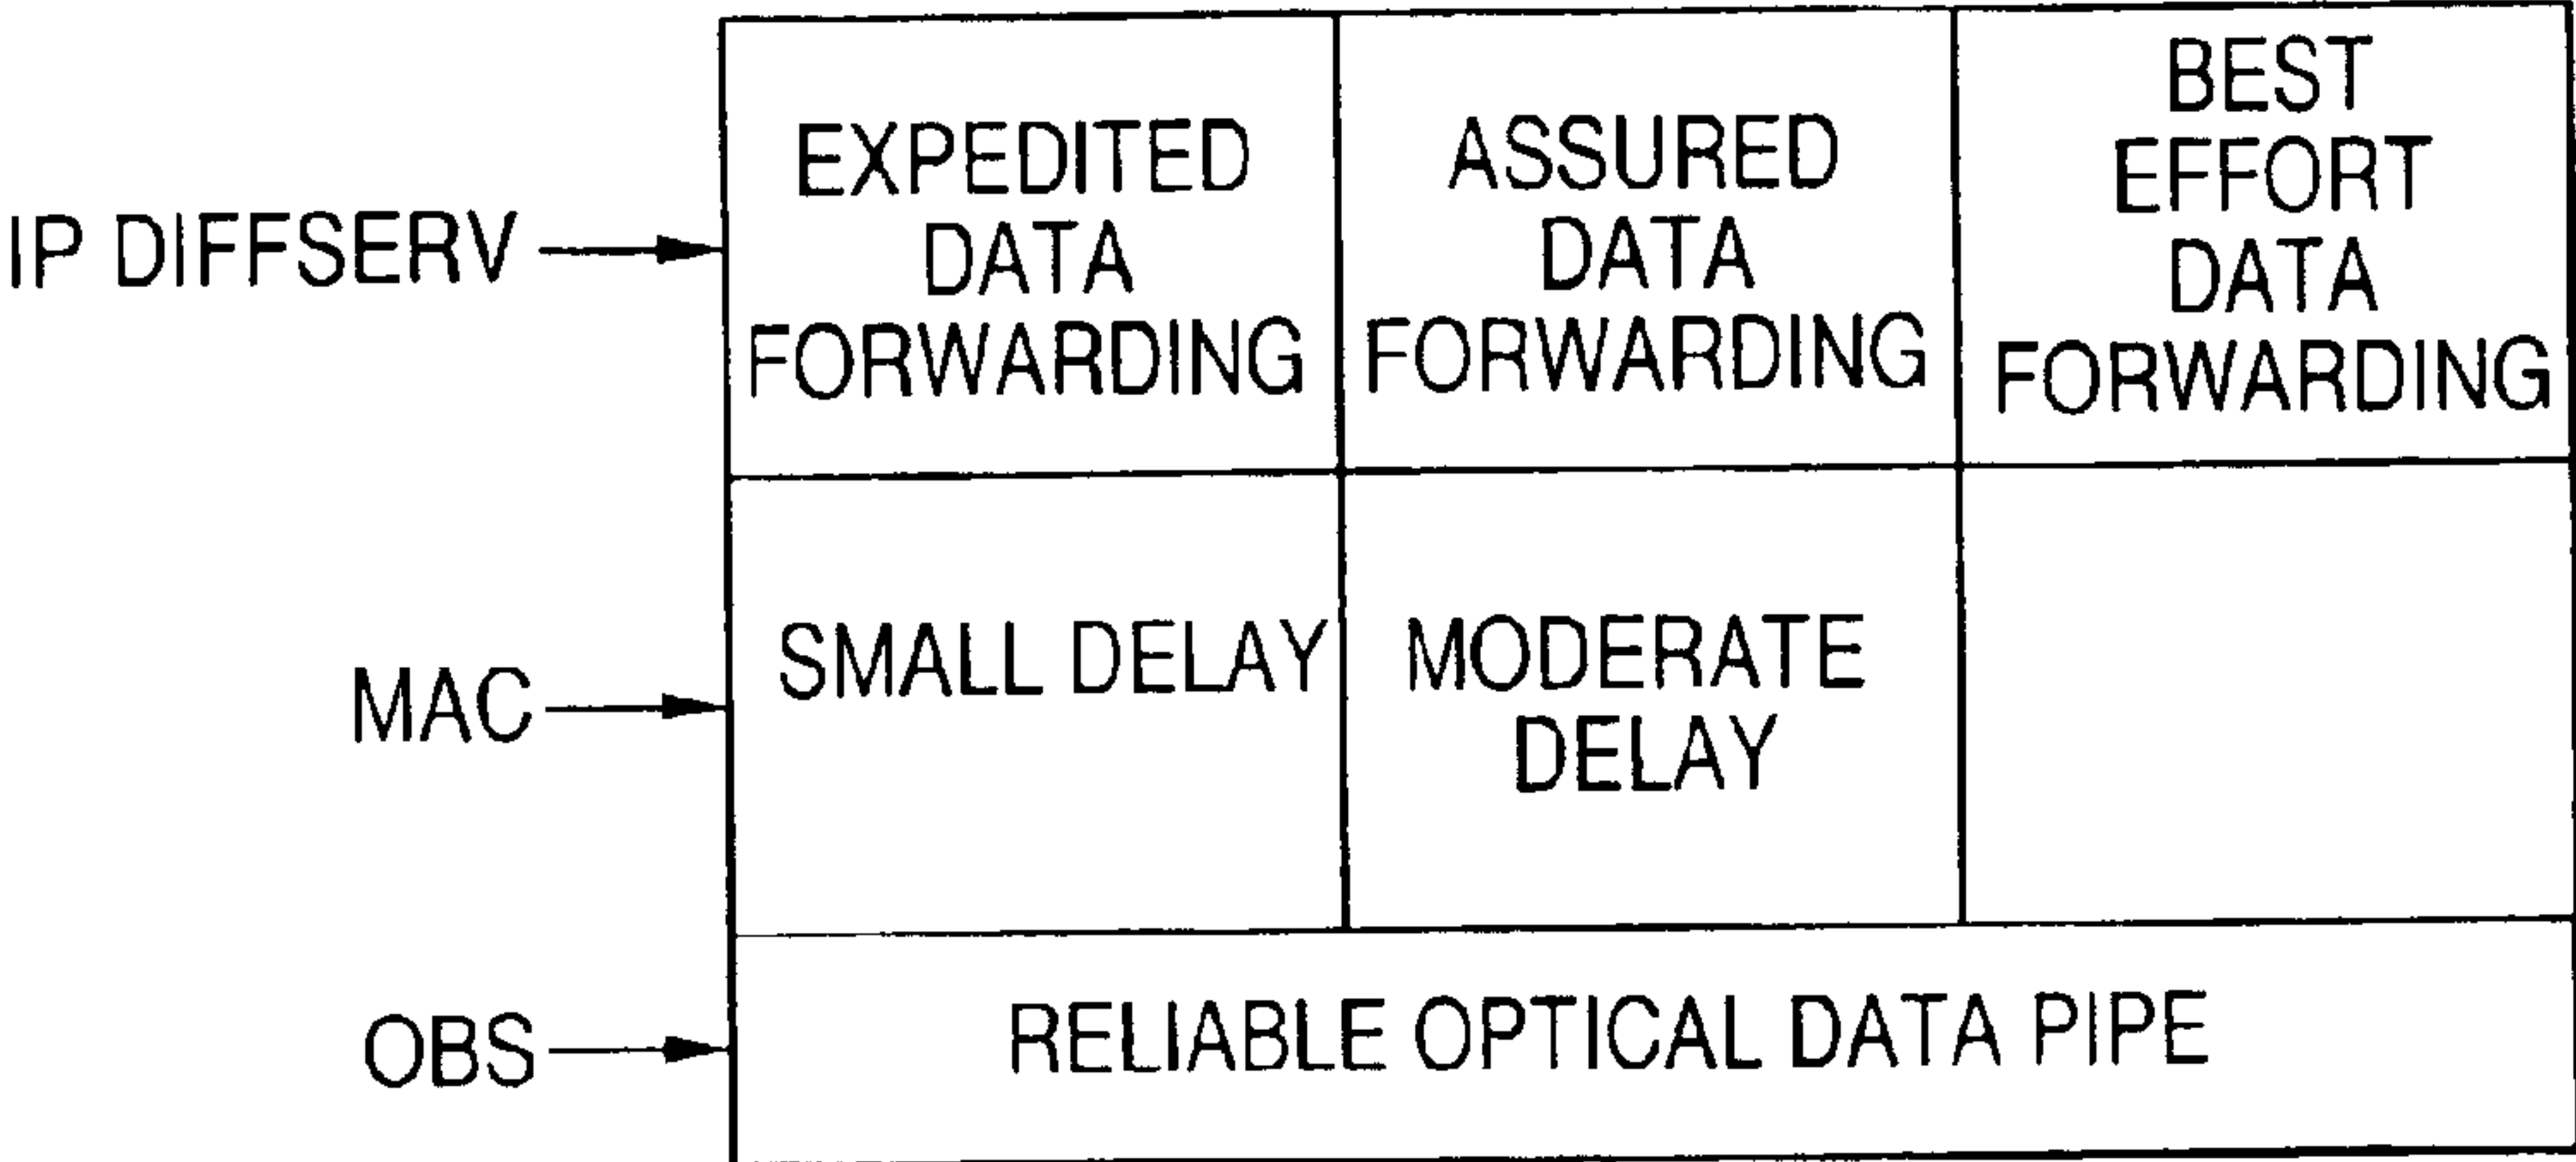 IP DIFFSERV
EXPEDITED
DATA
FORWARDING
ASSURED
DATA
FORWARDING
BEST
EFFORT
DATA
FORWARDING
MAC
SMALL DELAY
MODERATE
DELAY
OBS
RELIABLE OPTICAL DATA PIPE